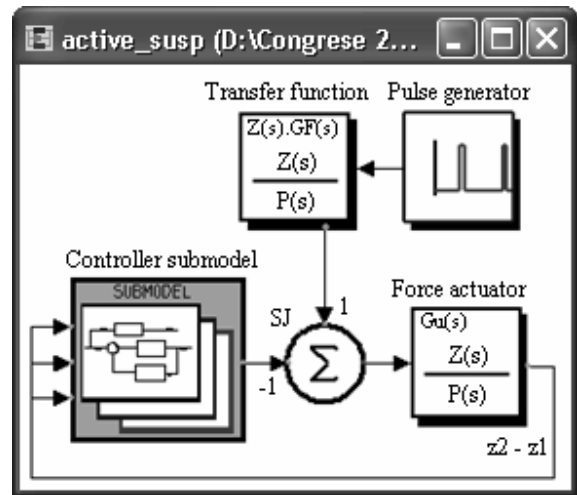 active_susp (D:\Congrese 2...
Transfer function Pulse generator
Z(s).GF(s)
Z(s)
P(s)
Controller submodel
SUBMODEL
SJ
1
-1
Σ
Force actuator
Gu(s)
Z(s)
P(s)
z2 - z1